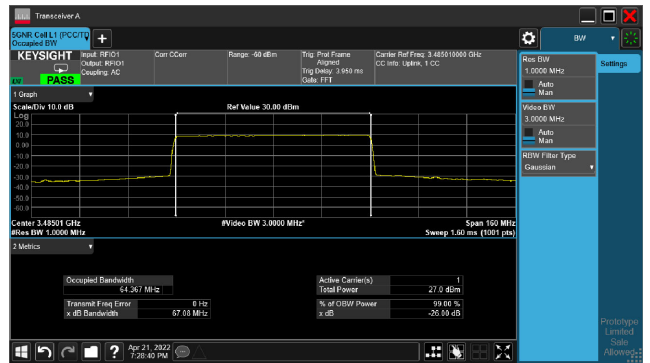 Transceiver A
5GNR Cell L1 (PCC/TD
Occupied BW
KEYSIGHT
PASS
Input: RFIO1
Output: RFIO1
Coupling: AC
Corr CCorr
Range: -60 dBm
Trig: Prot Frame
Aligned
Trig Delay: 3.950 ms
Gate: FFT
Carrier Ref Freq: 3.485010000 GHz
CC Info: Uplink, 1 CC
BW
Settings
Res BW
1.0000 MHz
Auto
Man
Video BW
3.0000 MHz
Auto
Man
RBW Filter Type
Gaussian
1 Graph
Scale/Div 10.0 dB
Ref Value 30.00 dBm
Log
20.0
10.0
0.00
-10.0
-20.0
-30.0
-40.0
-50.0
-60.0
Center 3.48501 GHz
#Res BW 1.0000 MHz
#Video BW 3.0000 MHz*
Span 160 MHz
Sweep 1.60 ms (1001 pts)
2 Metrics
Occupied Bandwidth
64.367 MHz
Transmit Freq Error 0 Hz
x dB Bandwidth 67.08 MHz
Active Carrier(s) 1
Total Power 27.0 dBm
% of OBW Power 99.00 %
x dB -26.00 dB
Apr 21, 2022
7:28:40 PM
Prototype
Limited
Sale
Allowed